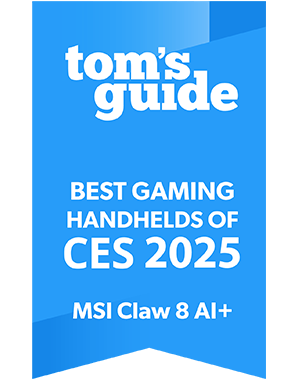 tom's
guide
BEST GAMING
HANDHELDS OF
CES 2025
MSI Claw 8 AI+